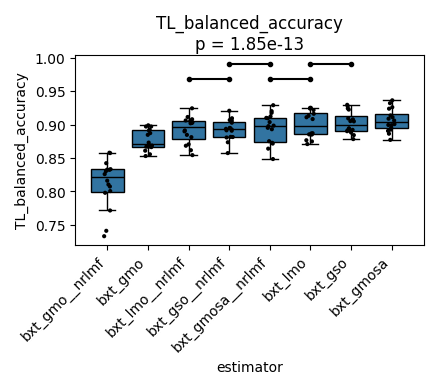 TL_balanced_accuracy
p = 1.85e-13
TL_balanced_accuracy
1.00
0.95
0.90
0.85
0.80
0.75
bxt_gmo__nrlmf
bxt_gmo
bxt_lmo__nrlmf
bxt_gso__nrlmf
bxt_gmosa__nrlmf
bxt_lmo
bxt_gso
bxt_gmosa
estimator